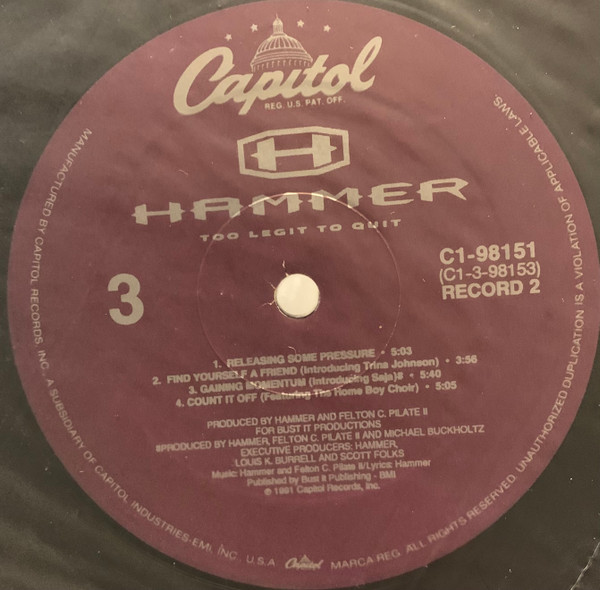 Capitol
REG. U.S. PAT. OFF.
H
HAMMER
TOO LEGIT TO QUIT
C1-98151
(C1-3-98153)
RECORD 2
3
1. RELEASING SOME PRESSURE • 5:03
2. FIND YOURSELF A FRIEND (Introducing Trina Johnson) • 3:56
3. GAINING MOMENTUM (Introducing Saja)# • 5:40
4. COUNT IT OFF (Featuring The Home Boy Choir) • 5:05
PRODUCED BY HAMMER AND FELTON C. PILATE II
FOR BUST IT PRODUCTIONS
#PRODUCED BY HAMMER, FELTON C. PILATE II AND MICHAEL BUCKHOLTZ
EXECUTIVE PRODUCERS: HAMMER,
LOUIS K. BURRELL AND SCOTT FOLKS
Music: Hammer and Felton C. Pilate II/Lyrics: Hammer
Published by Bust It Publishing - BMI
℗ 1991 Capitol Records, Inc.
MANUFACTURED BY CAPITOL RECORDS, INC., A SUBSIDIARY OF CAPITOL INDUSTRIES-EMI, INC., U.S.A. Capitol MARCA REG. ALL RIGHTS RESERVED. UNAUTHORIZED DUPLICATION IS A VIOLATION OF APPLICABLE LAWS.